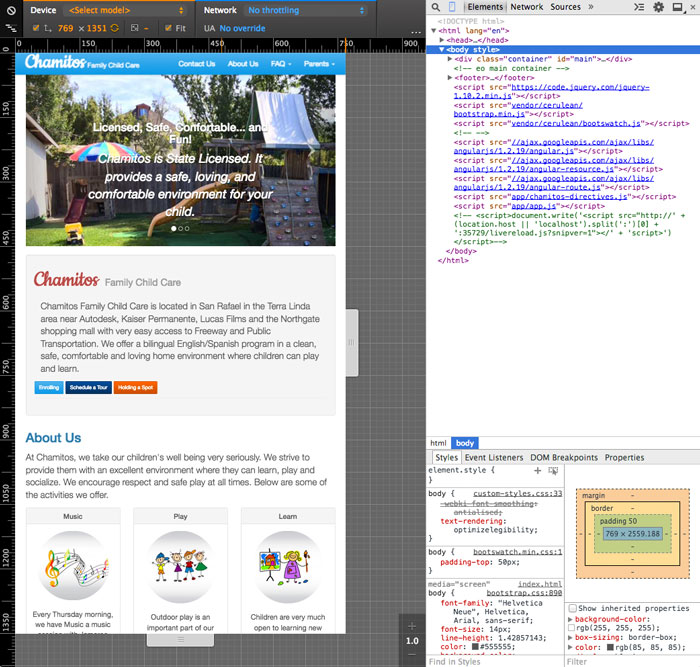 Device <Select model> Network No throttling
769 × 1351 - Fit UA No override ...
0 150 300 450 600 750 900
150
300
450
600
750
900
1050
1200
1350
Chamitos Family Child Care Contact Us About Us FAQ Parents
Licensed, Safe, Comfortable... and
Fun!
Chamitos is State Licensed. It
provides a safe, loving, and
comfortable environment for your
child.
Chamitos Family Child Care
Chamitos Family Child Care is located in San Rafael in the Terra Linda
area near Autodesk, Kaiser Permanente, Lucas Films and the Northgate
shopping mall with very easy access to Freeway and Public
Transportation. We offer a bilingual English/Spanish program in a clean,
safe, comfortable and loving home environment where children can play
and learn.
Enrolling Schedule a Tour Holding a Spot
About Us
At Chamitos, we take our children's well being very seriously. We strive to
provide them with an excellent environment where they can learn, play and
socialize. We encourage respect and safe play at all times. Below are some of
the activities we offer.
Music Play Learn
Every Thursday morning,
we have Music a music
Outdoor play is an
important part of our
Children are very much
open to learning new
1.0
Elements Network Sources »
<!DOCTYPE html>
<html lang="en">
<head>…</head>
<body style>
<div class="container" id="main">…</div>
<!-- eo main container -->
<footer>…</footer>
<script src="https://code.jquery.com/jquery-
1.10.2.min.js"></script>
<script src="vendor/cerulean/
bootstrap.min.js"></script>
<script src="vendor/cerulean/bootswatch.js"></script>
<!-- -->
<script src="//ajax.googleapis.com/ajax/libs/
angularjs/1.2.19/angular.js"></script>
<script src="//ajax.googleapis.com/ajax/libs/
angularjs/1.2.19/angular-resource.js"></script>
<script src="//ajax.googleapis.com/ajax/libs/
angularjs/1.2.19/angular-route.js"></script>
<script src="app/chamitos-directives.js"></script>
<script src="app/app.js"></script>
<!-- <script>document.write('<script src="http://' +
(location.host || 'localhost').split(':')[0] +
':35729/livereload.js?snipver=1"></' + 'script>')
</script>-->
</body>
</html>
html body
Styles Event Listeners DOM Breakpoints Properties
element.style {
}
body { custom-styles.css:33
-webki font-smoothing:
antialised;
text-rendering:
optimizelegibility;
}
body { bootswatch.min.css:1
padding-top: 50px;
}
media="screen" index.html
body { bootstrap.css:890
font-family: "Helvetica
Neue", Helvetica,
Arial, sans-serif;
font-size: 14px;
line-height: 1.42857143;
color: #555555;
Find in Styles
margin -
border -
padding 50
- - - 769 × 2559.188 - - -
-
-
-
Show inherited properties
background-color:
rgb(255, 255, 255);
box-sizing: border-box;
color: rgb(85, 85, 85);
Filter